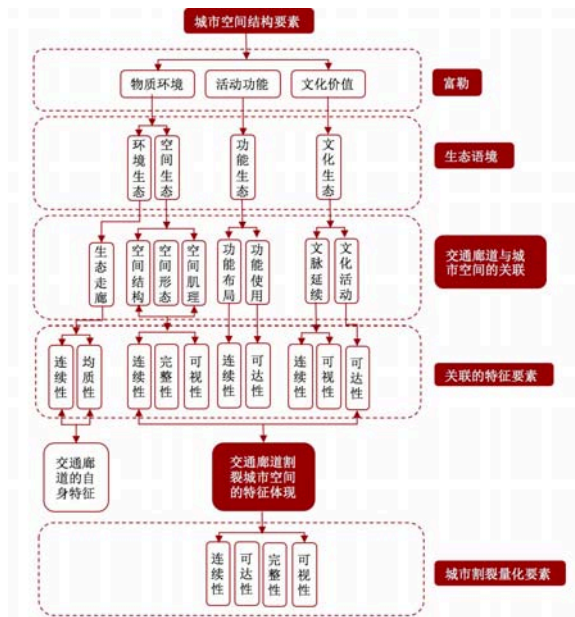 城市空间结构要素
物质环境 活动功能 文化价值
富勒
环境生态 空间生态 功能生态 文化生态
生态语境
生态走廊 空间结构 空间形态 空间肌理 功能布局 功能使用 文脉延续 文化活动
交通廊道与城
市空间的关联
连续性 均质性 连续性 完整性 可视性 连续性 可达性 连续性 可视性 可达性
关联的特征要素
交通廊
道的自
身特征
交通廊道割
裂城市空间
的特征体现
连续性 可达性 完整性 可视性
城市割裂量化要素